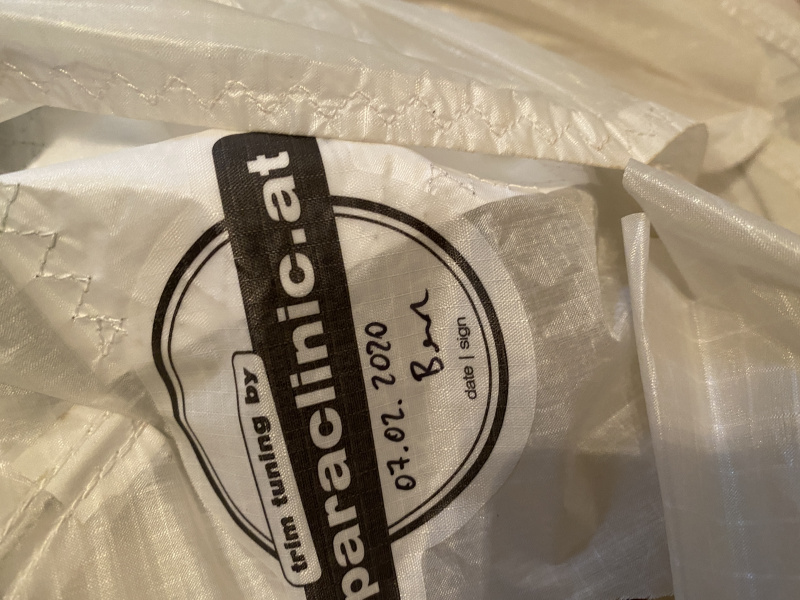 trim tuning by
paraclinic.at
07.02.2020
date | sign